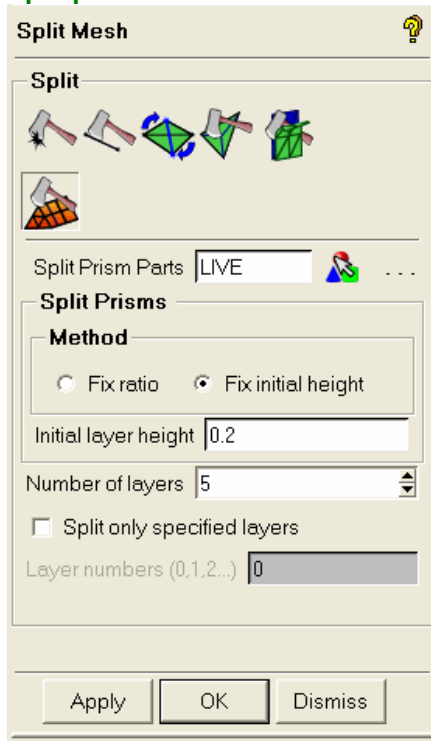 Split Mesh
Split
Split Prism Parts LIVE ...
Split Prisms
Method
Fix ratio Fix initial height
Initial layer height 0.2
Number of layers 5
Split only specified layers
Layer numbers (0,1,2...) 0
Apply OK Dismiss